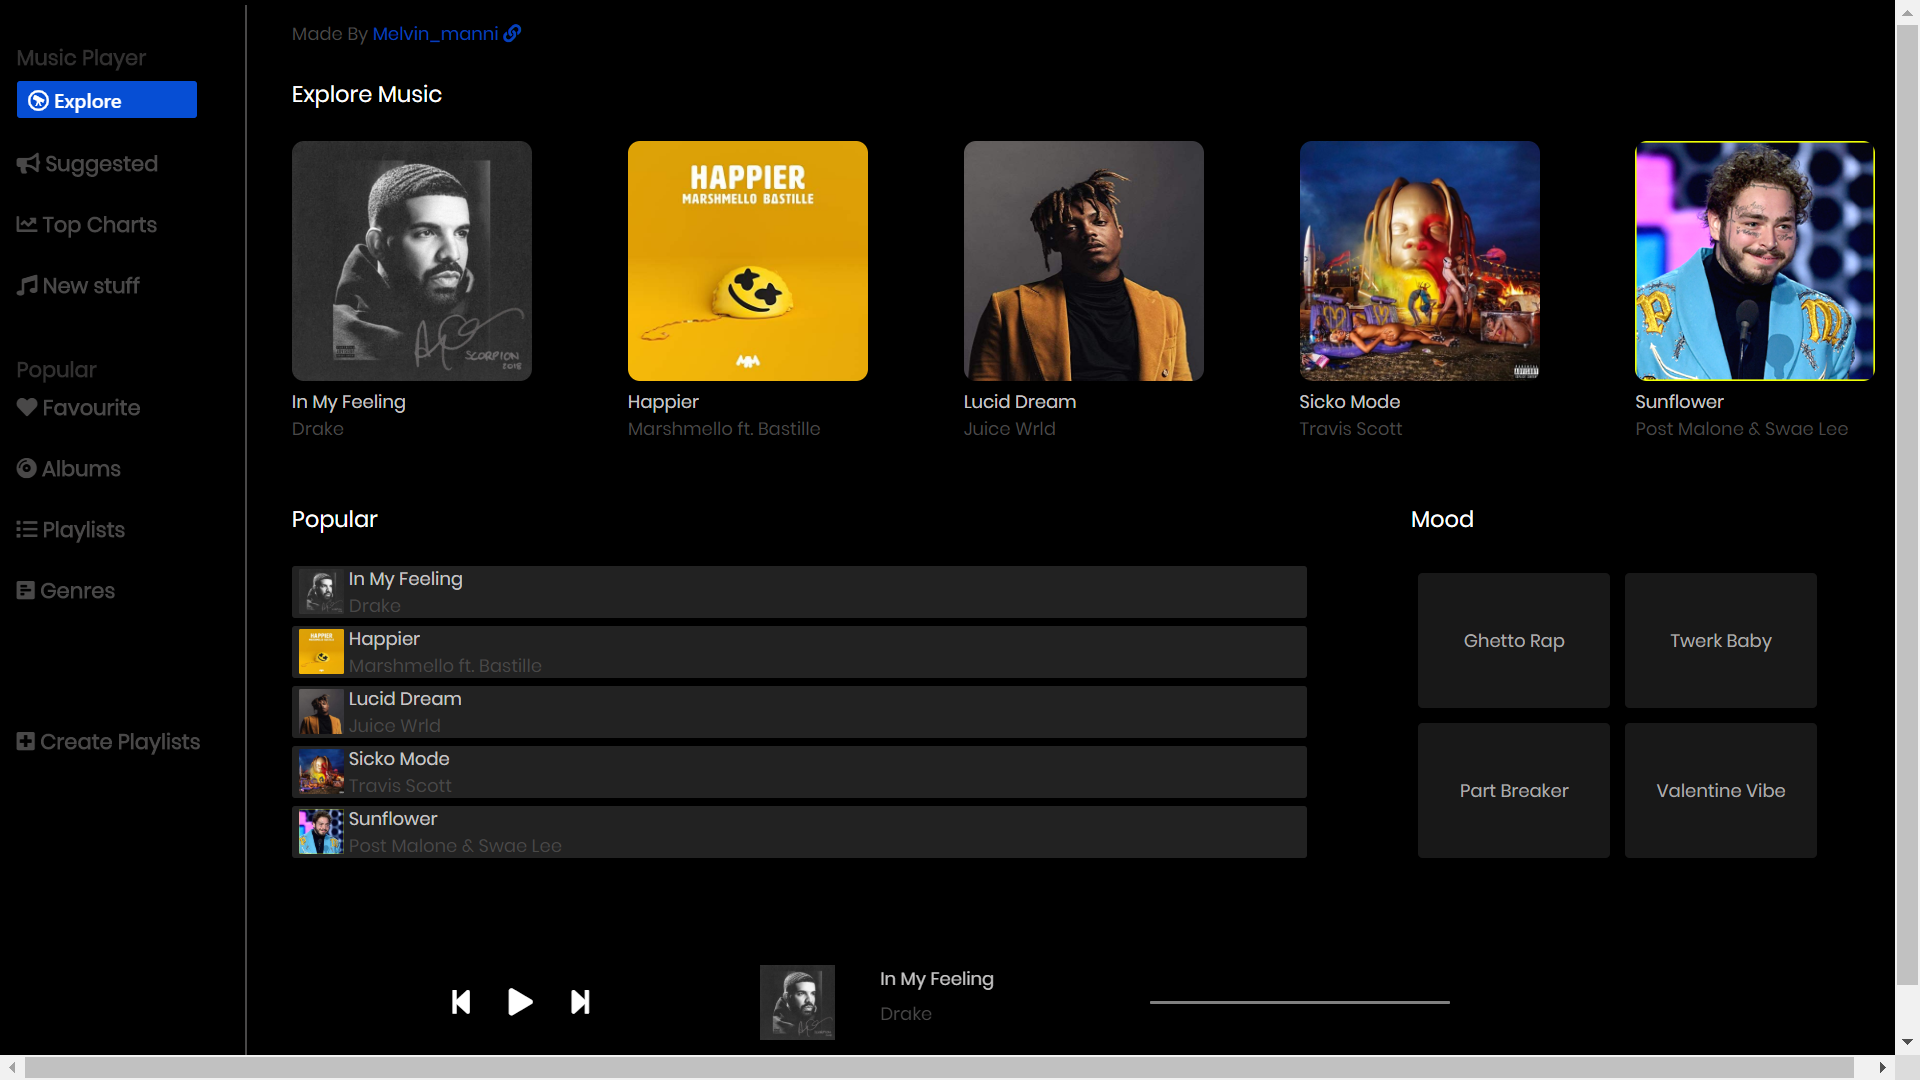 Music Player
Explore
Suggested
Top Charts
New stuff
Popular
Favourite
Albums
Playlists
Genres
Create Playlists
Made By Melvin_manni
Explore Music
HAPPIER
MARSHMELLO BASTILLE
SCORPION
2018
In My Feeling
Drake
Happier
Marshmello ft. Bastille
Lucid Dream
Juice Wrld
Sicko Mode
Travis Scott
Sunflower
Post Malone & Swae Lee
Popular
In My Feeling
Drake
Happier
Marshmello ft. Bastille
Lucid Dream
Juice Wrld
Sicko Mode
Travis Scott
Sunflower
Post Malone & Swae Lee
Mood
Ghetto Rap
Twerk Baby
Part Breaker
Valentine Vibe
In My Feeling
Drake